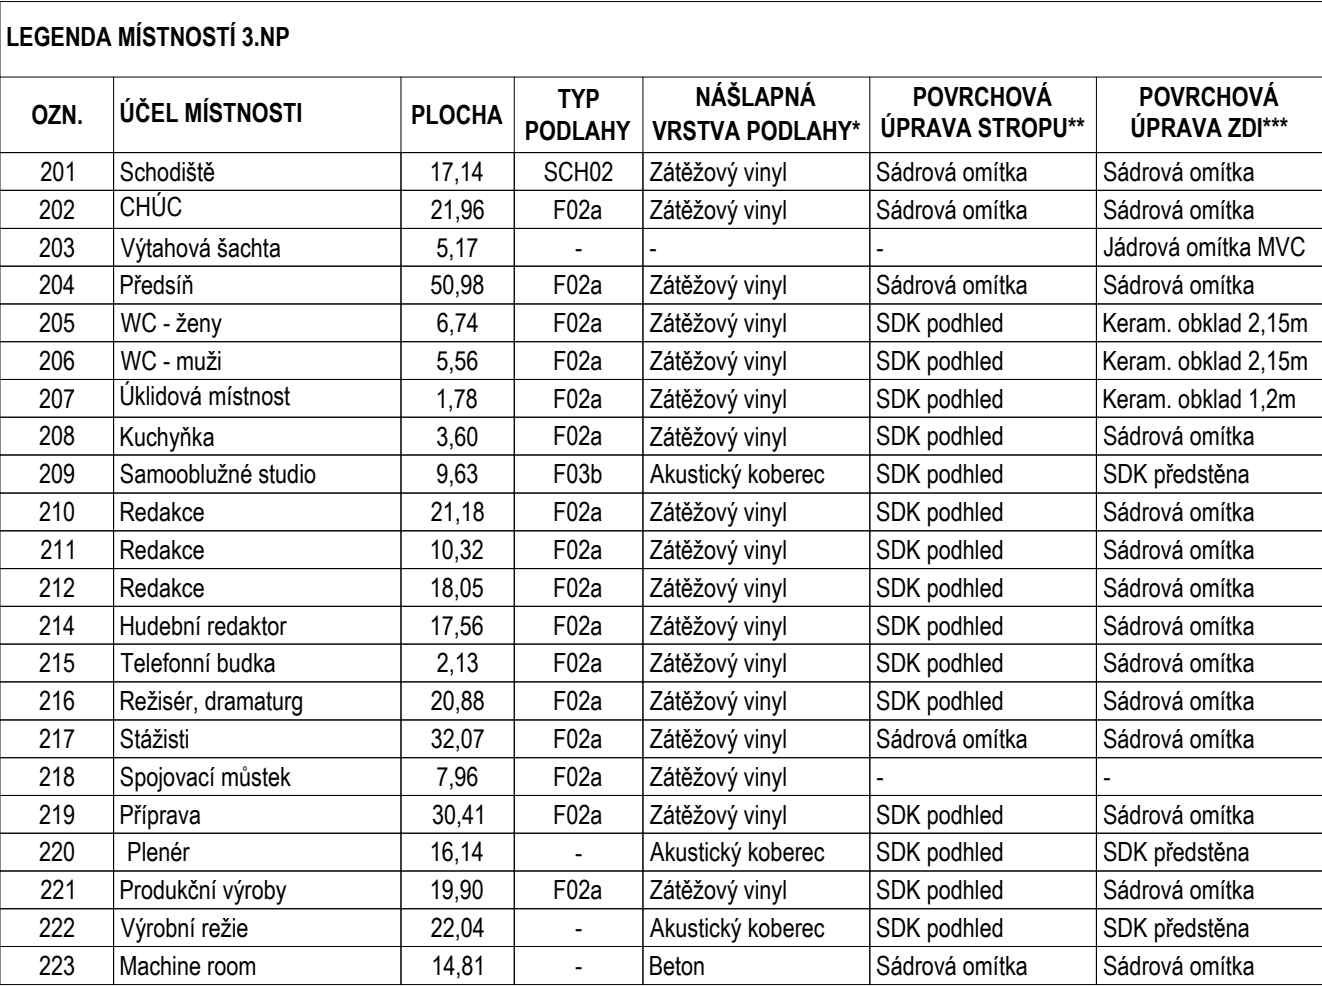 LEGENDA MÍSTNOSTÍ 3.NP
OZN. ÚČEL MÍSTNOSTI PLOCHA TYP PODLAHY NÁŠLAPNÁ VRSTVA PODLAHY* POVRCHOVÁ ÚPRAVA STROPU** POVRCHOVÁ ÚPRAVA ZDI***
201 Schodiště 17,14 SCH02 Zátěžový vinyl Sádrová omítka Sádrová omítka
202 CHÚC 21,96 F02a Zátěžový vinyl Sádrová omítka Sádrová omítka
203 Výtahová šachta 5,17 - - - Jádrová omítka MVC
204 Předsíň 50,98 F02a Zátěžový vinyl Sádrová omítka Sádrová omítka
205 WC - ženy 6,74 F02a Zátěžový vinyl SDK podhled Keram. obklad 2,15m
206 WC - muži 5,56 F02a Zátěžový vinyl SDK podhled Keram. obklad 2,15m
207 Úklidová místnost 1,78 F02a Zátěžový vinyl SDK podhled Keram. obklad 1,2m
208 Kuchyňka 3,60 F02a Zátěžový vinyl SDK podhled Sádrová omítka
209 Samooblužné studio 9,63 F03b Akustický koberec SDK podhled SDK předstěna
210 Redakce 21,18 F02a Zátěžový vinyl SDK podhled Sádrová omítka
211 Redakce 10,32 F02a Zátěžový vinyl SDK podhled Sádrová omítka
212 Redakce 18,05 F02a Zátěžový vinyl SDK podhled Sádrová omítka
214 Hudební redaktor 17,56 F02a Zátěžový vinyl SDK podhled Sádrová omítka
215 Telefonní budka 2,13 F02a Zátěžový vinyl SDK podhled Sádrová omítka
216 Režisér, dramaturg 20,88 F02a Zátěžový vinyl SDK podhled Sádrová omítka
217 Stážisti 32,07 F02a Zátěžový vinyl Sádrová omítka Sádrová omítka
218 Spojovací můstek 7,96 F02a Zátěžový vinyl - -
219 Příprava 30,41 F02a Zátěžový vinyl SDK podhled Sádrová omítka
220 Plenér 16,14 - Akustický koberec SDK podhled SDK předstěna
221 Produkční výroby 19,90 F02a Zátěžový vinyl SDK podhled Sádrová omítka
222 Výrobní režie 22,04 - Akustický koberec SDK podhled SDK předstěna
223 Machine room 14,81 - Beton Sádrová omítka Sádrová omítka